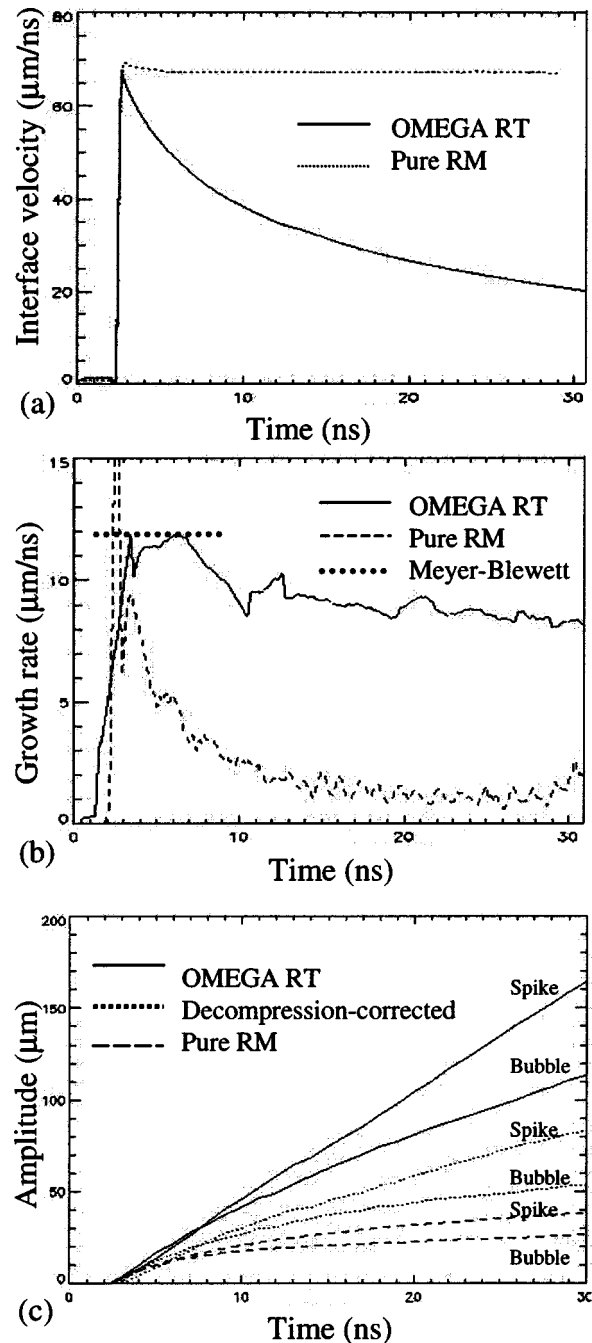 80
60
40
20
0
Interface velocity (μm/ns)
OMEGA RT
Pure RM
0
10
20
30
Time (ns)
(a)
15
10
5
0
Growth rate (μm/ns)
OMEGA RT
Pure RM
Meyer-Blewett
0
10
20
30
Time (ns)
(b)
200
150
100
50
0
Amplitude (μm)
OMEGA RT
Decompression-corrected
Pure RM
Spike
Bubble
Spike
Bubble
Spike
Bubble
0
10
20
30
Time (ns)
(c)